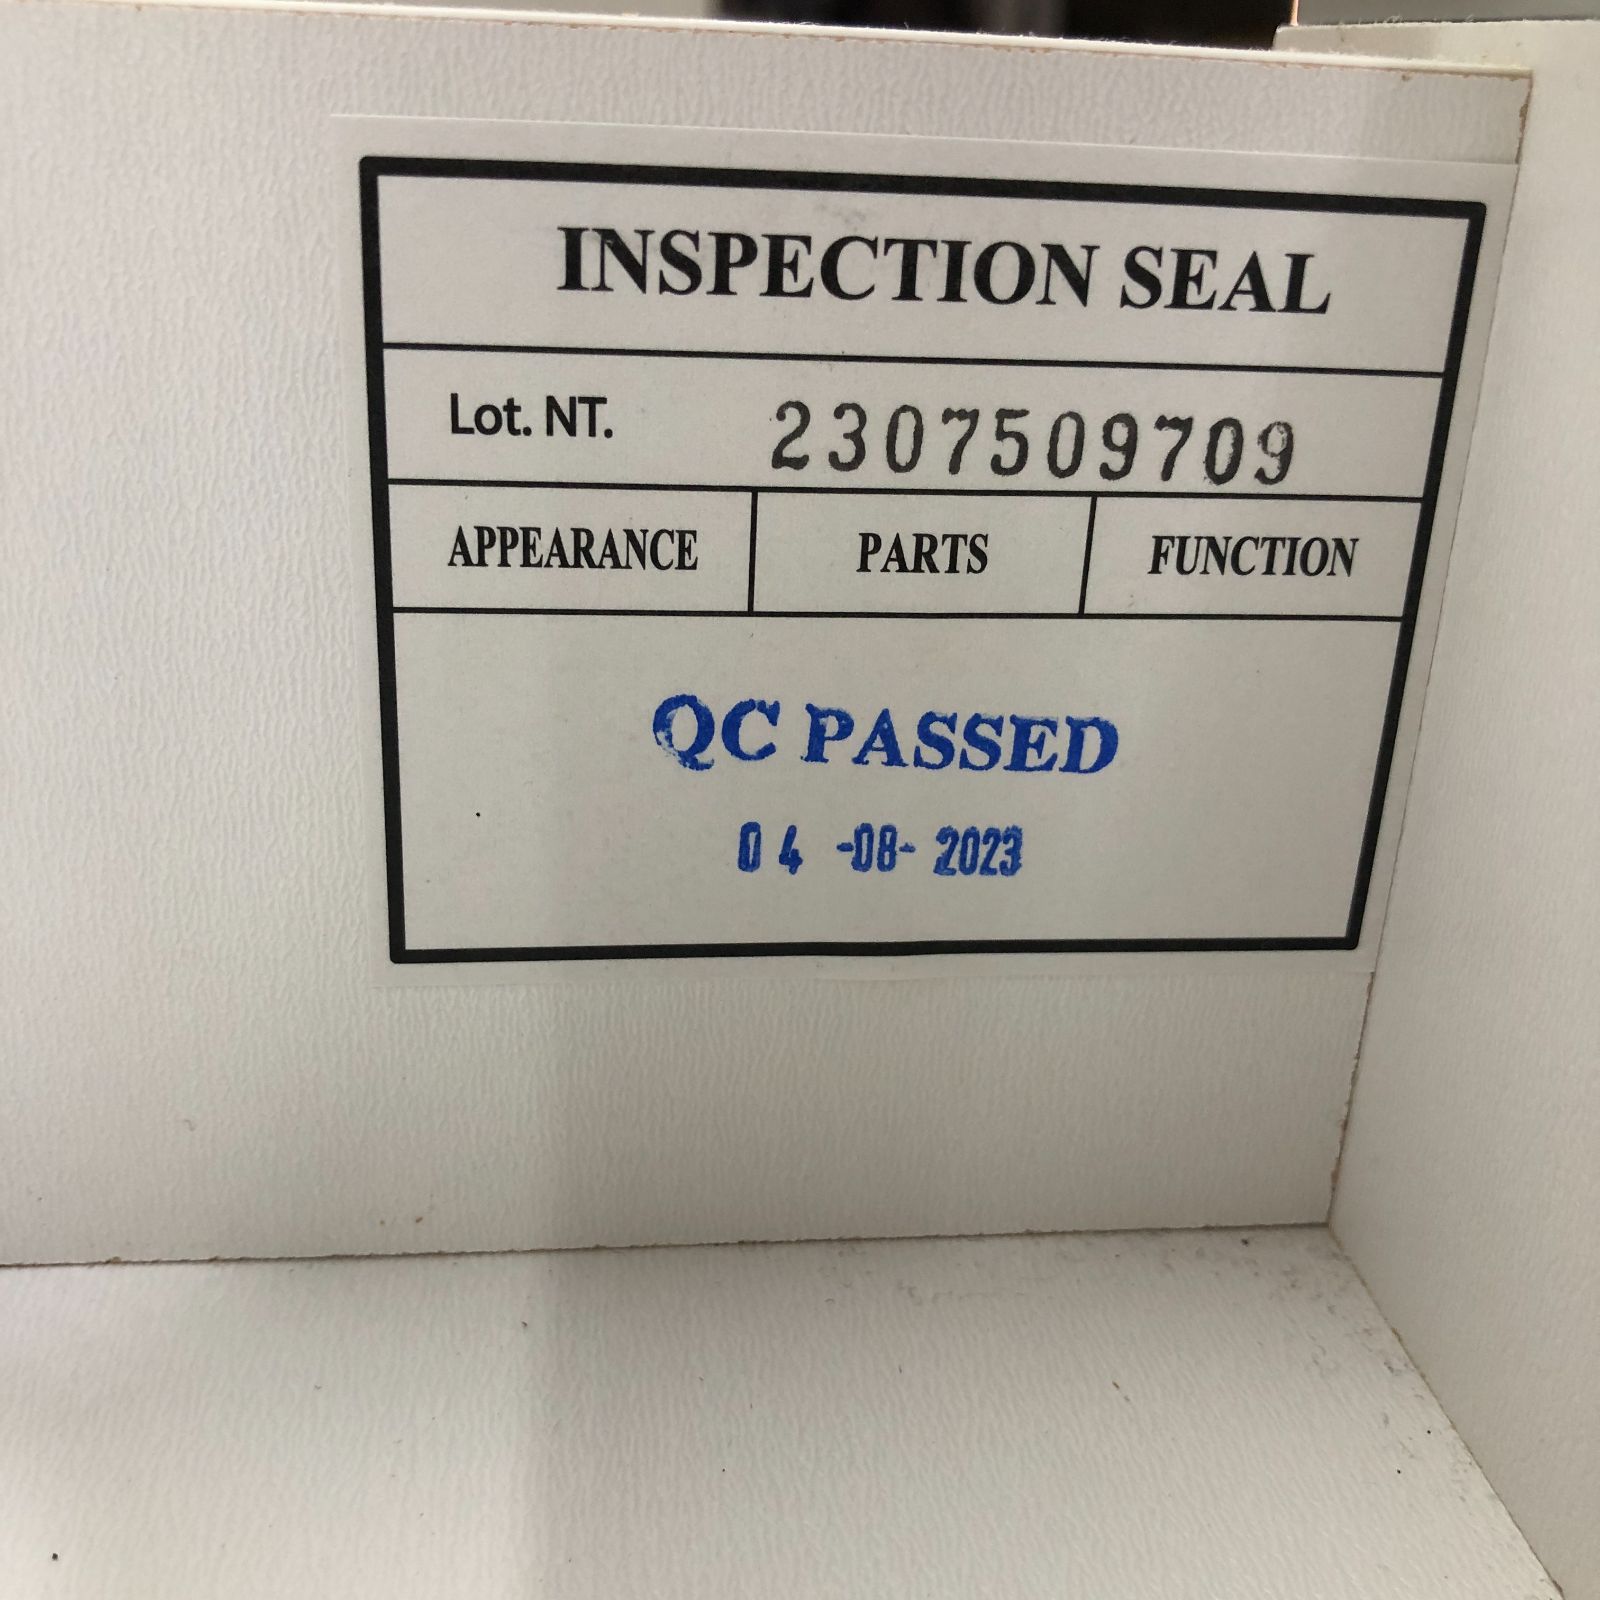 INSPECTION SEAL
Lot. NT. 2307509709
APPEARANCE PARTS FUNCTION
QC PASSED
04 -08- 2023